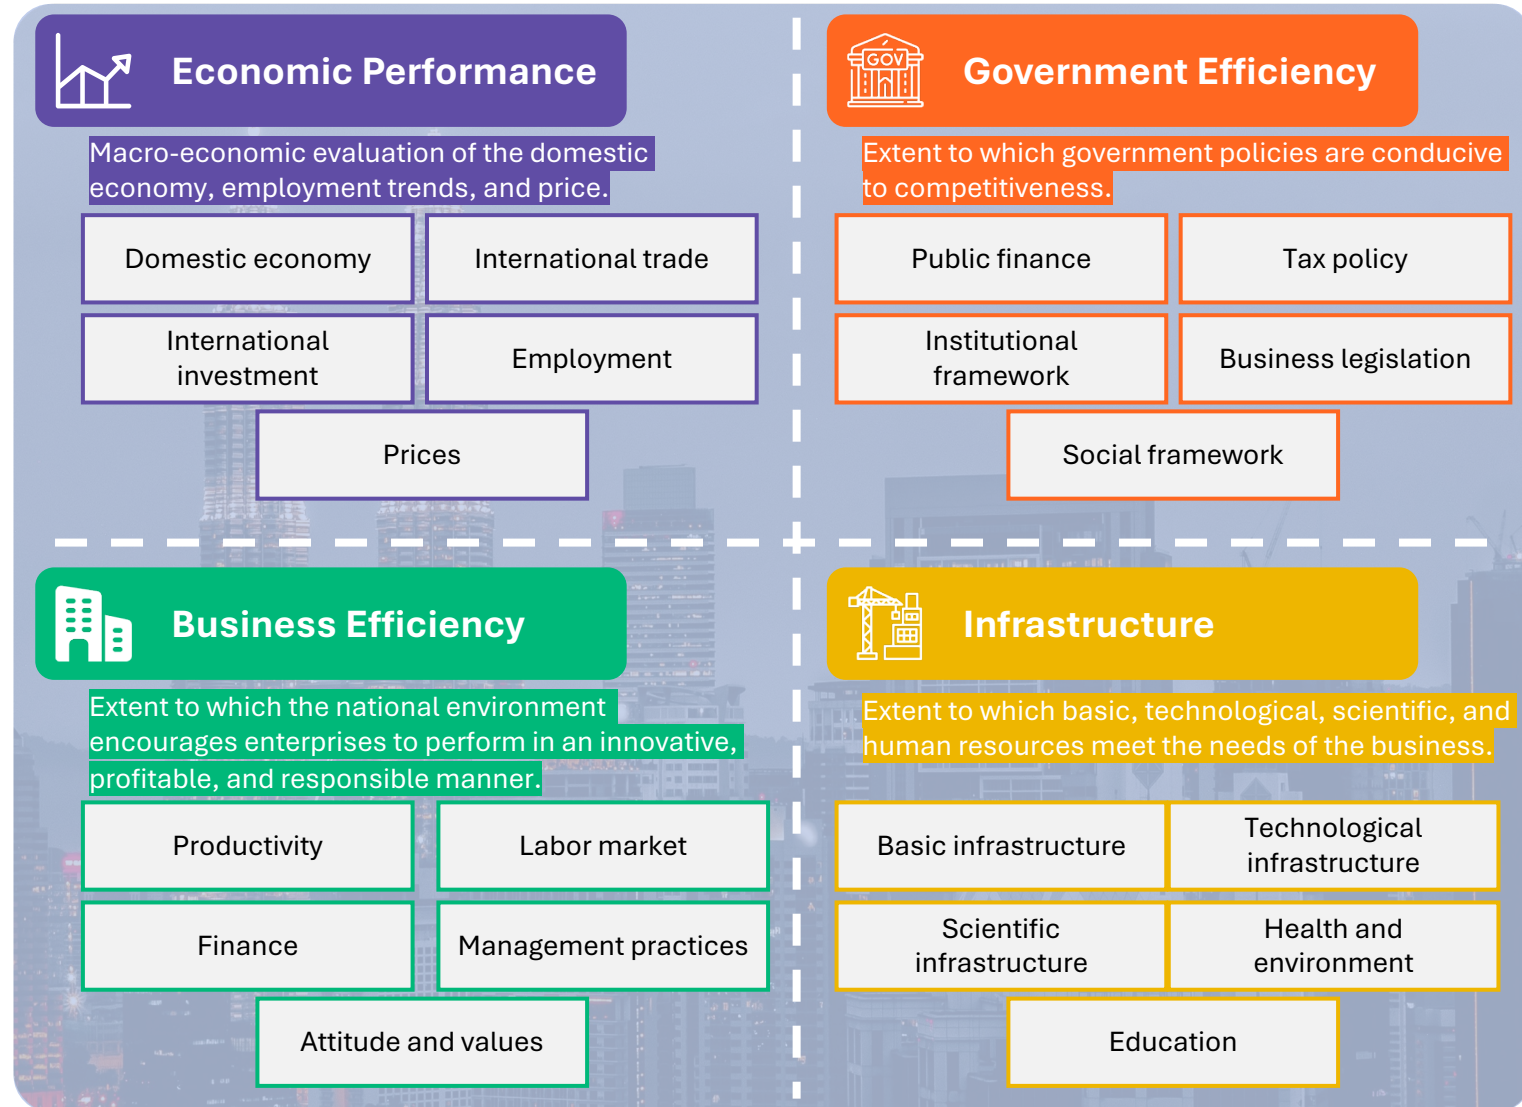 Economic Performance
Macro-economic evaluation of the domestic
economy, employment trends, and price.
Domestic economy
International trade
International
investment
Employment
Prices
GOV
Government Efficiency
Extent to which government policies are conducive
to competitiveness.
Public finance
Tax policy
Institutional
framework
Business legislation
Social framework
Business Efficiency
Extent to which the national environment
encourages enterprises to perform in an innovative,
profitable, and responsible manner.
Productivity
Labor market
Finance
Management practices
Attitude and values
Infrastructure
Extent to which basic, technological, scientific, and
human resources meet the needs of the business.
Basic infrastructure
Technological
infrastructure
Scientific
infrastructure
Health and
environment
Education